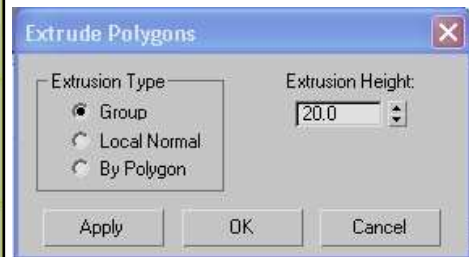 Extrude Polygons
Extrusion Type
Group
Local Normal
By Polygon
Extrusion Height:
20.0
Apply
OK
Cancel